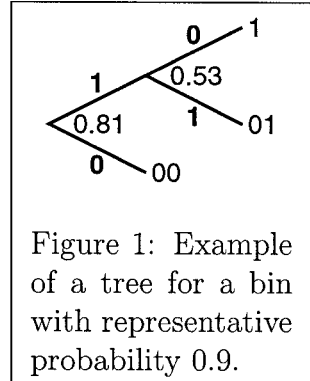 0 1
1 0.53
0.81 1 01
0 00
Figure 1: Example
of a tree for a bin
with representative
probability 0.9.